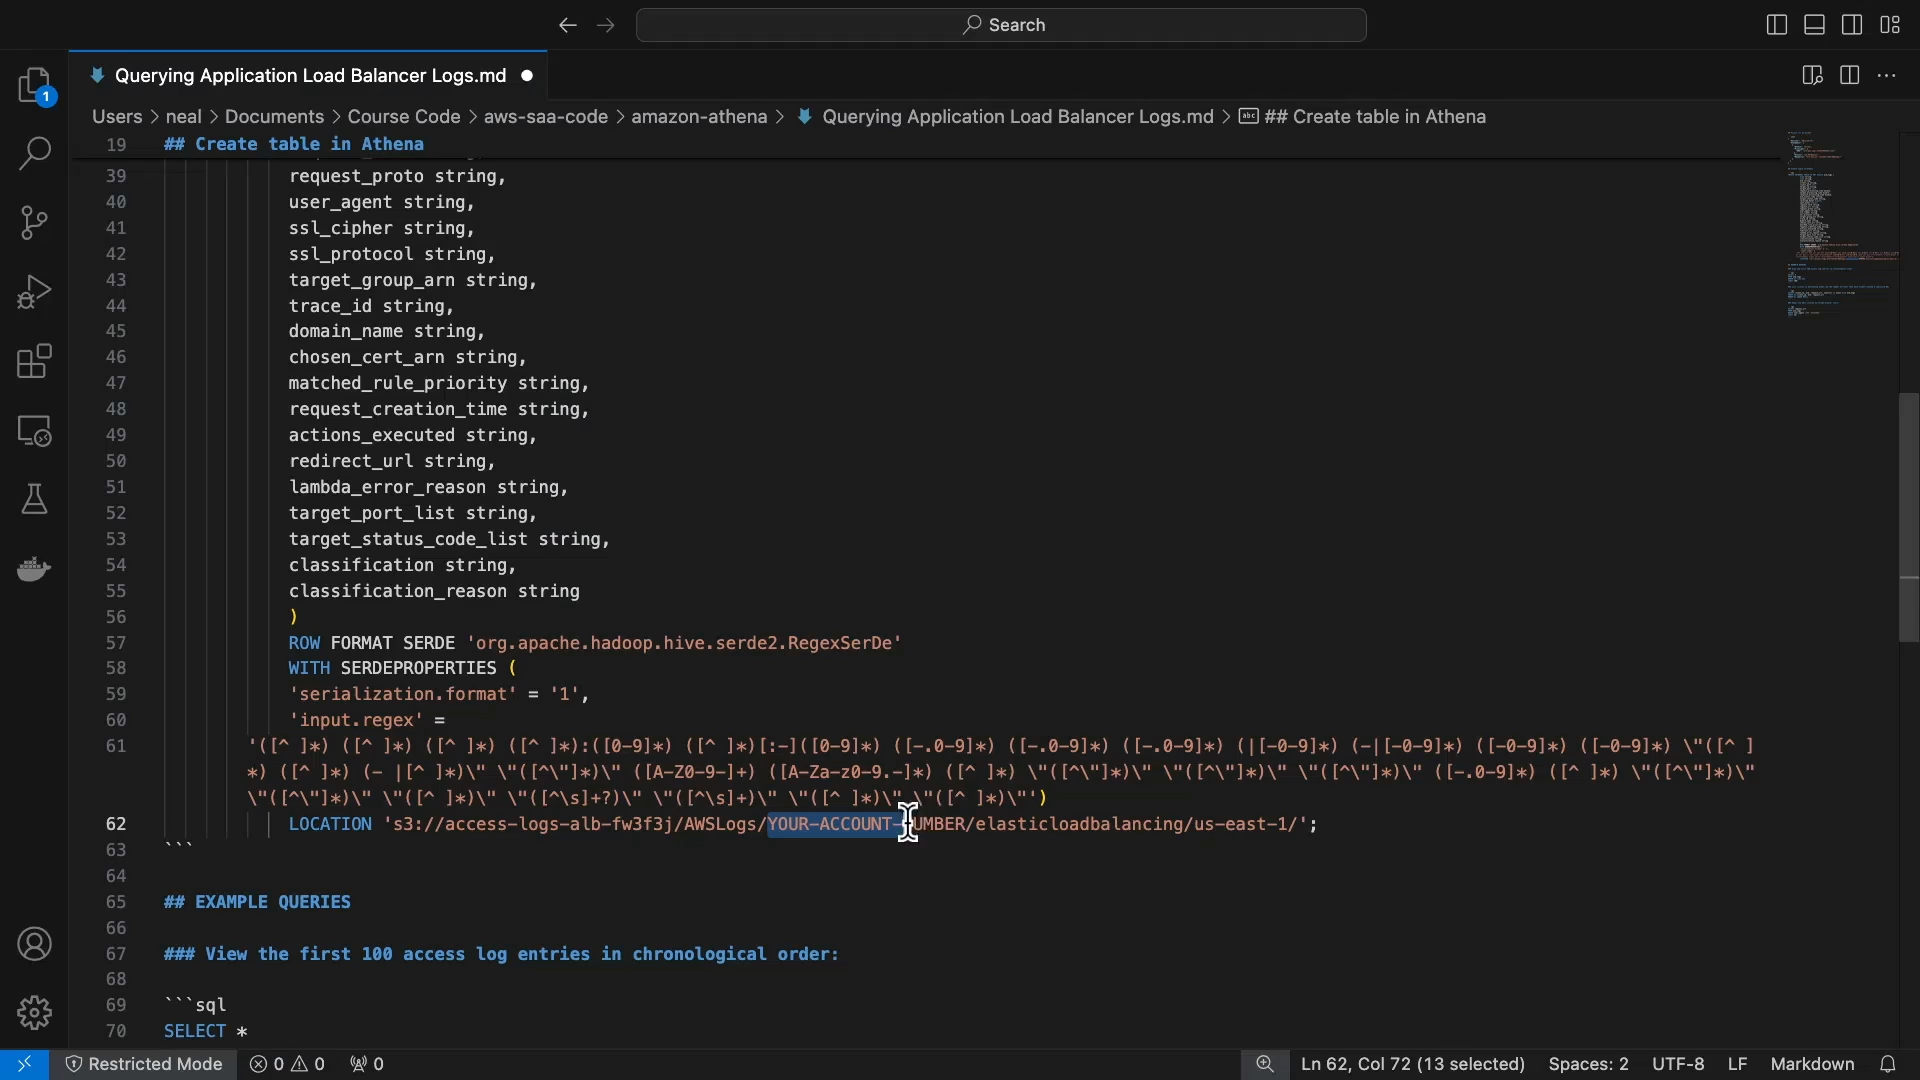 Search
Querying Application Load Balancer Logs.md
1
Users > neal > Documents > Course Code > aws-saa-code > amazon-athena > Querying Application Load Balancer Logs.md > abc ## Create table in Athena
19 ## Create table in Athena
39 request_proto string,
40 user_agent string,
41 ssl_cipher string,
42 ssl_protocol string,
43 target_group_arn string,
44 trace_id string,
45 domain_name string,
46 chosen_cert_arn string,
47 matched_rule_priority string,
48 request_creation_time string,
49 actions_executed string,
50 redirect_url string,
51 lambda_error_reason string,
52 target_port_list string,
53 target_status_code_list string,
54 classification string,
55 classification_reason string
56 )
57 ROW FORMAT SERDE 'org.apache.hadoop.hive.serde2.RegexSerDe'
58 WITH SERDEPROPERTIES (
59 'serialization.format' = '1',
60 'input.regex' =
61 '([^ ]*) ([^ ]*) ([^ ]*) ([^ ]*):([0-9]*) ([^ ]*)[:-]([0-9]*) ([-.0-9]*) ([-.0-9]*) ([-.0-9]*) (|[-0-9]*) (-|[-0-9]*) ([-0-9]*) ([-0-9]*) \"([^ ]
*) ([^ ]*) (- |[^ ]*)\" \"([^\"]*)\" ([A-Z0-9-]+) ([A-Za-z0-9.-]*) ([^ ]*) \"([^\"]*)\" \"([^\"]*)\" \"([^\"]*)\" ([-.0-9]*) ([^ ]*) \"([^\"]*)\"
\"([^\"]*)\" \"([^ ]*)\" \"([^\s]+?)\" \"([^\s]+)\" \"([^ ]*)\" \"([^ ]*)\"')
62 LOCATION 's3://access-logs-alb-fw3f3j/AWSLogs/YOUR-ACCOUNT-NUMBER/elasticloadbalancing/us-east-1/';
63 ```
64
65 ## EXAMPLE QUERIES
66
67 ### View the first 100 access log entries in chronological order:
68
69 ```sql
70 SELECT *
Restricted Mode 0 0 0 Ln 62, Col 72 (13 selected) Spaces: 2 UTF-8 LF Markdown